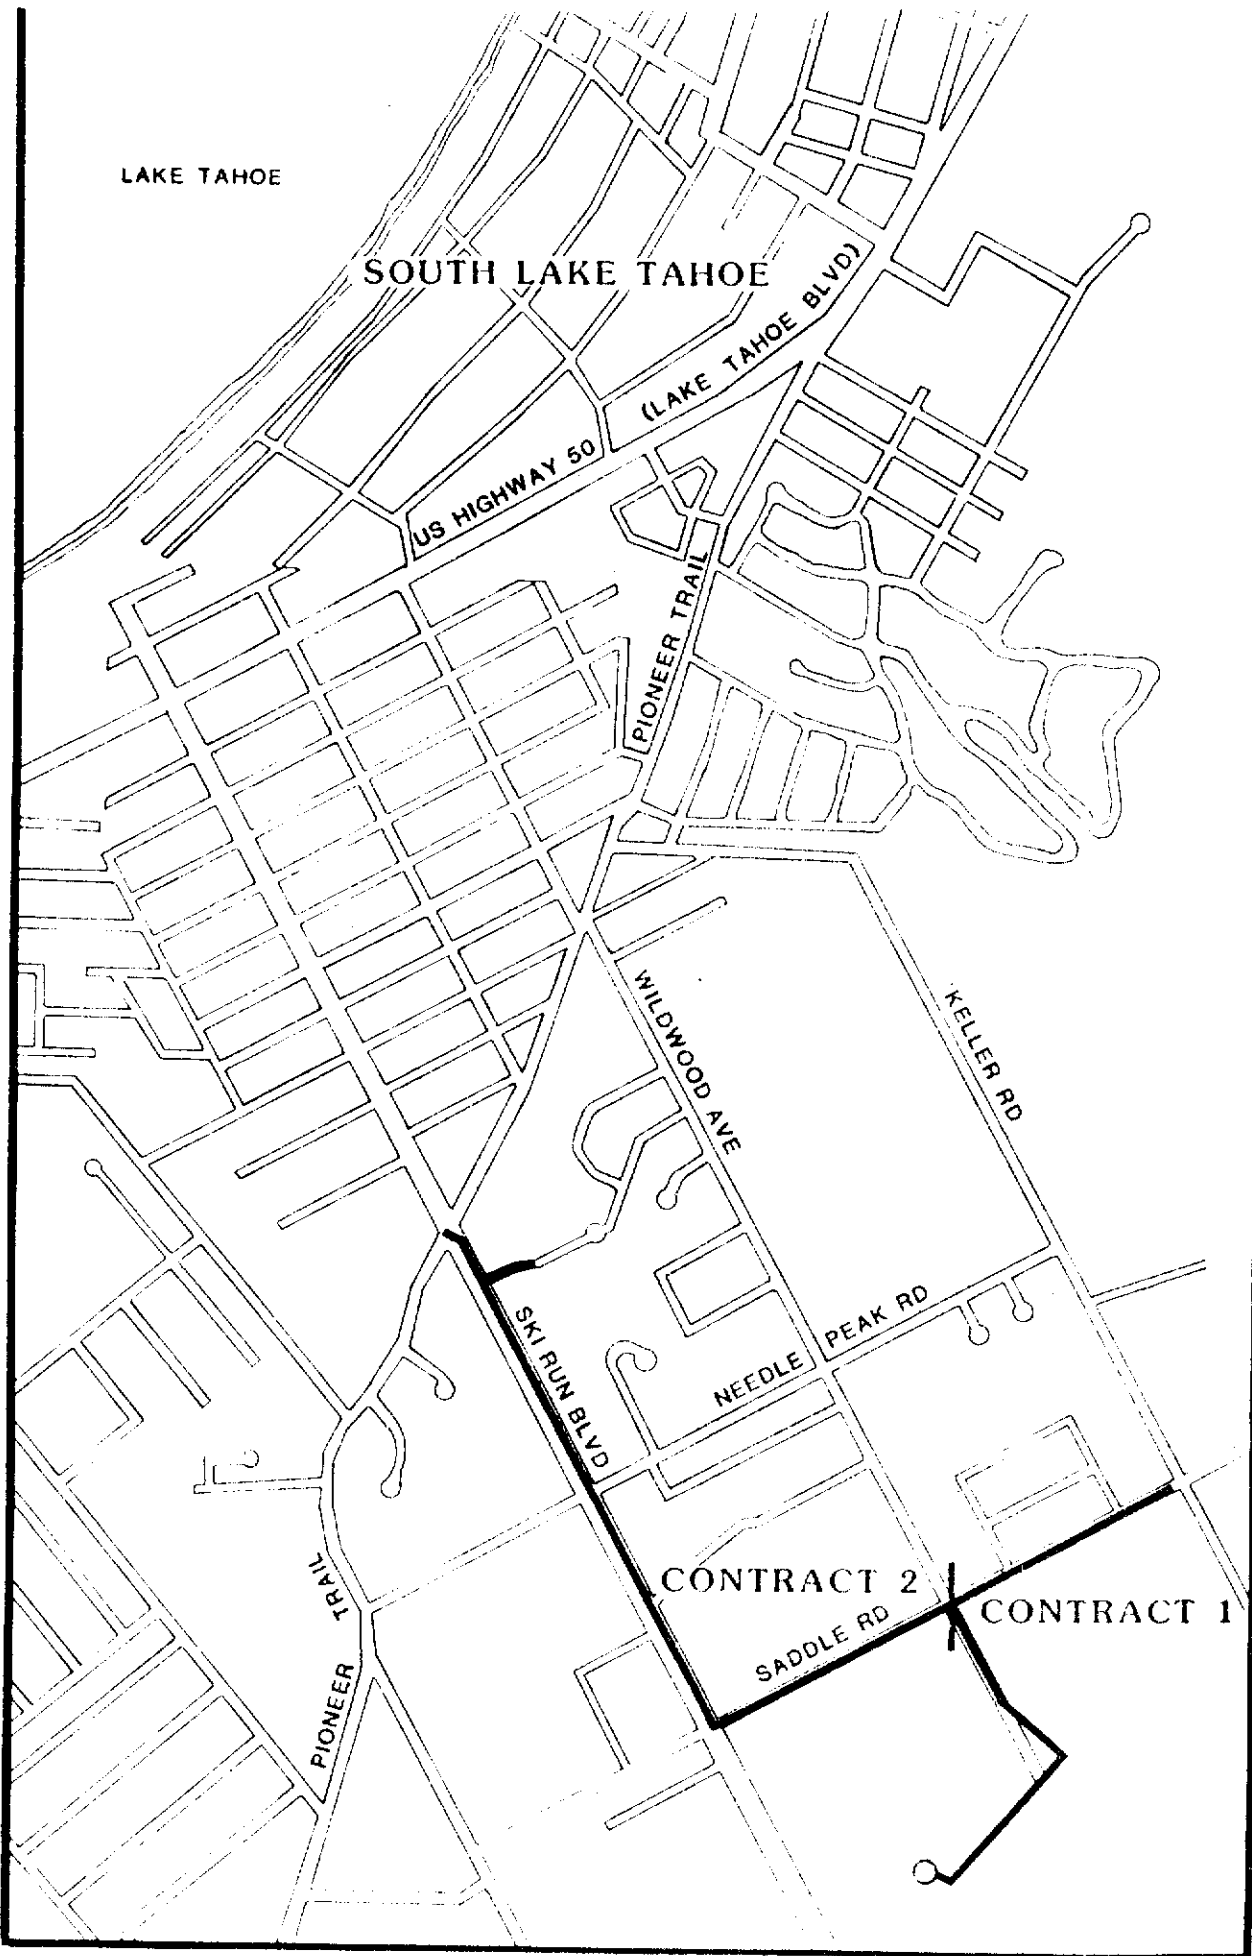 LAKE TAHOE
SOUTH LAKE TAHOE
(LAKE TAHOE BLVD)
US HIGHWAY 50
PIONEER TRAIL
WILDWOOD AVE
KELLER RD
SKI RUN BLVD
NEEDLE PEAK RD
PIONEER TRAIL
CONTRACT 2
CONTRACT 1
SADDLE RD